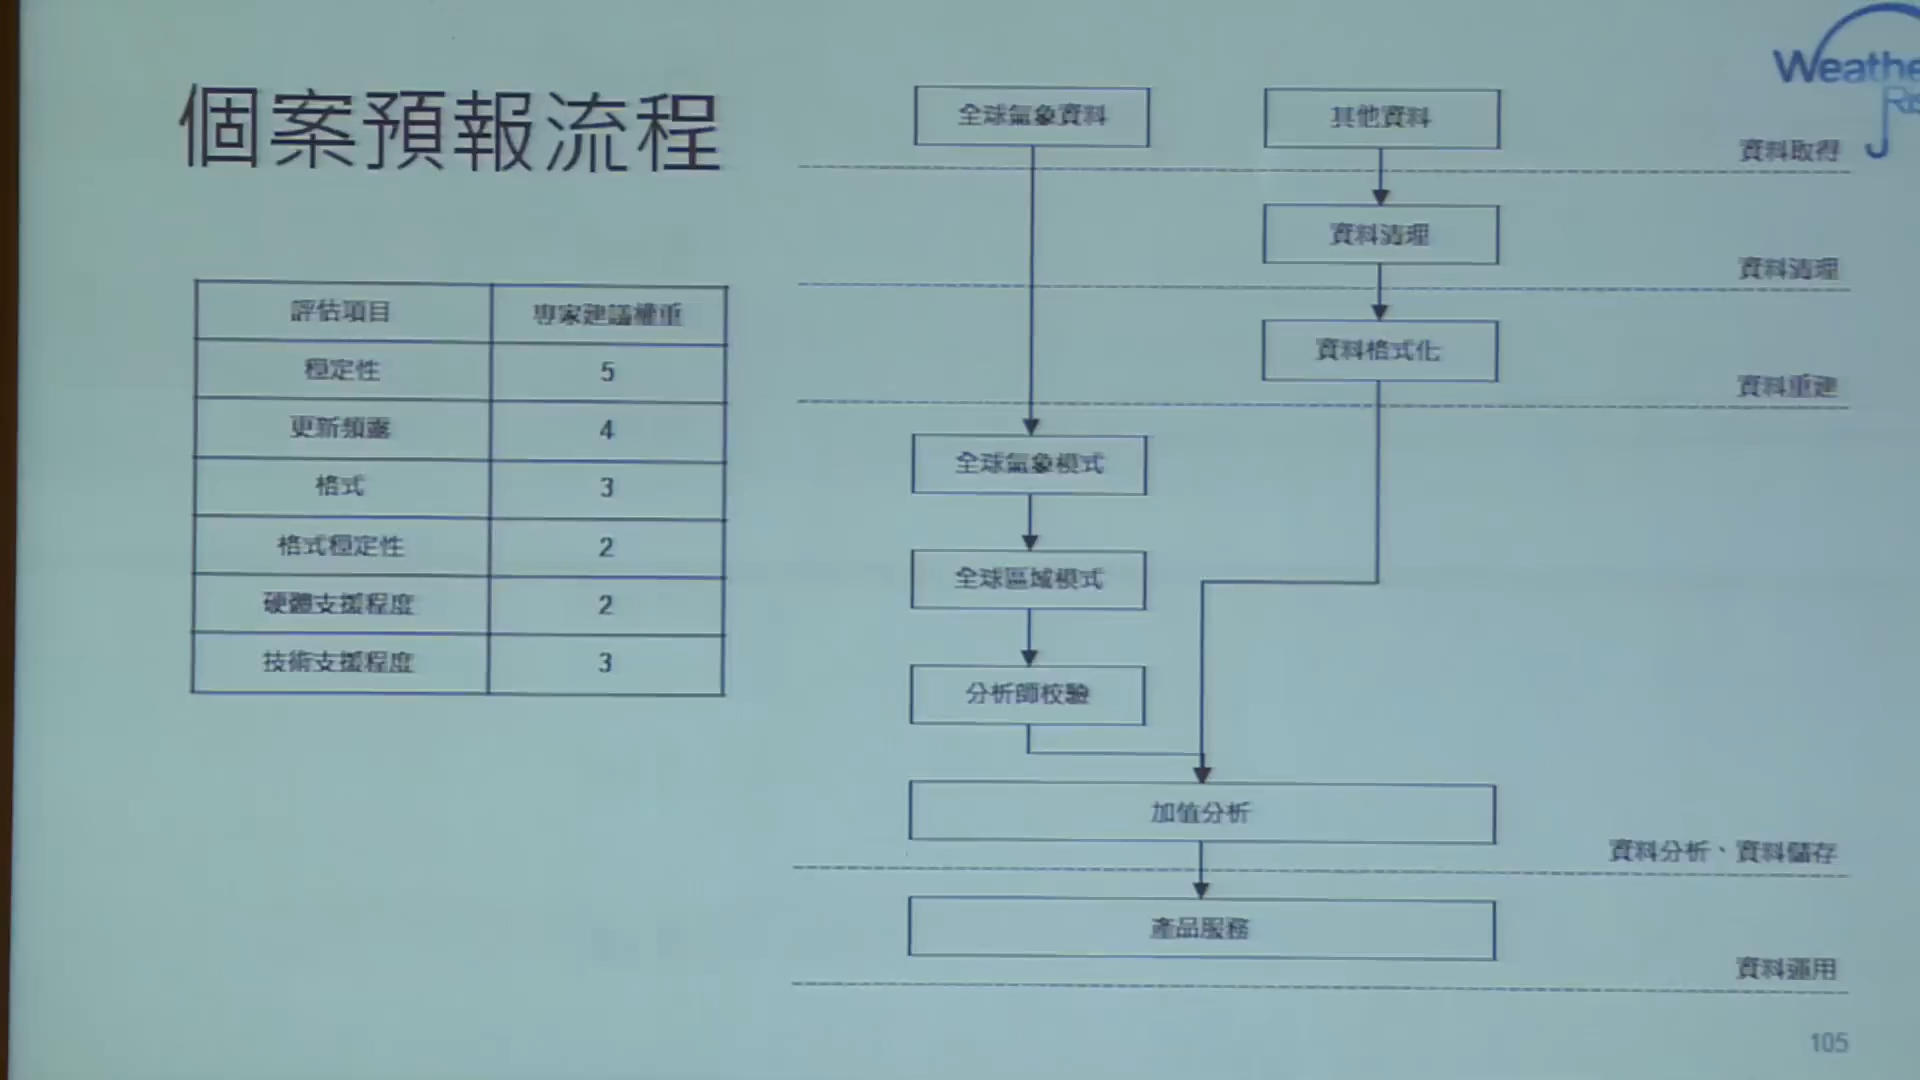 個案預報流程
評估項目 專家建議權重
穩定性 5
更新頻率 4
格式 3
格式穩定性 2
硬體支援程度 2
技術支援程度 3
Weathe
全球氣象資料
其他資料
資料取得
資料清理
資料清理
資料格式化
資料重建
全球氣象模式
全球區域模式
分析師校驗
加值分析
資料分析、資料儲存
產品服務
資料運用
105